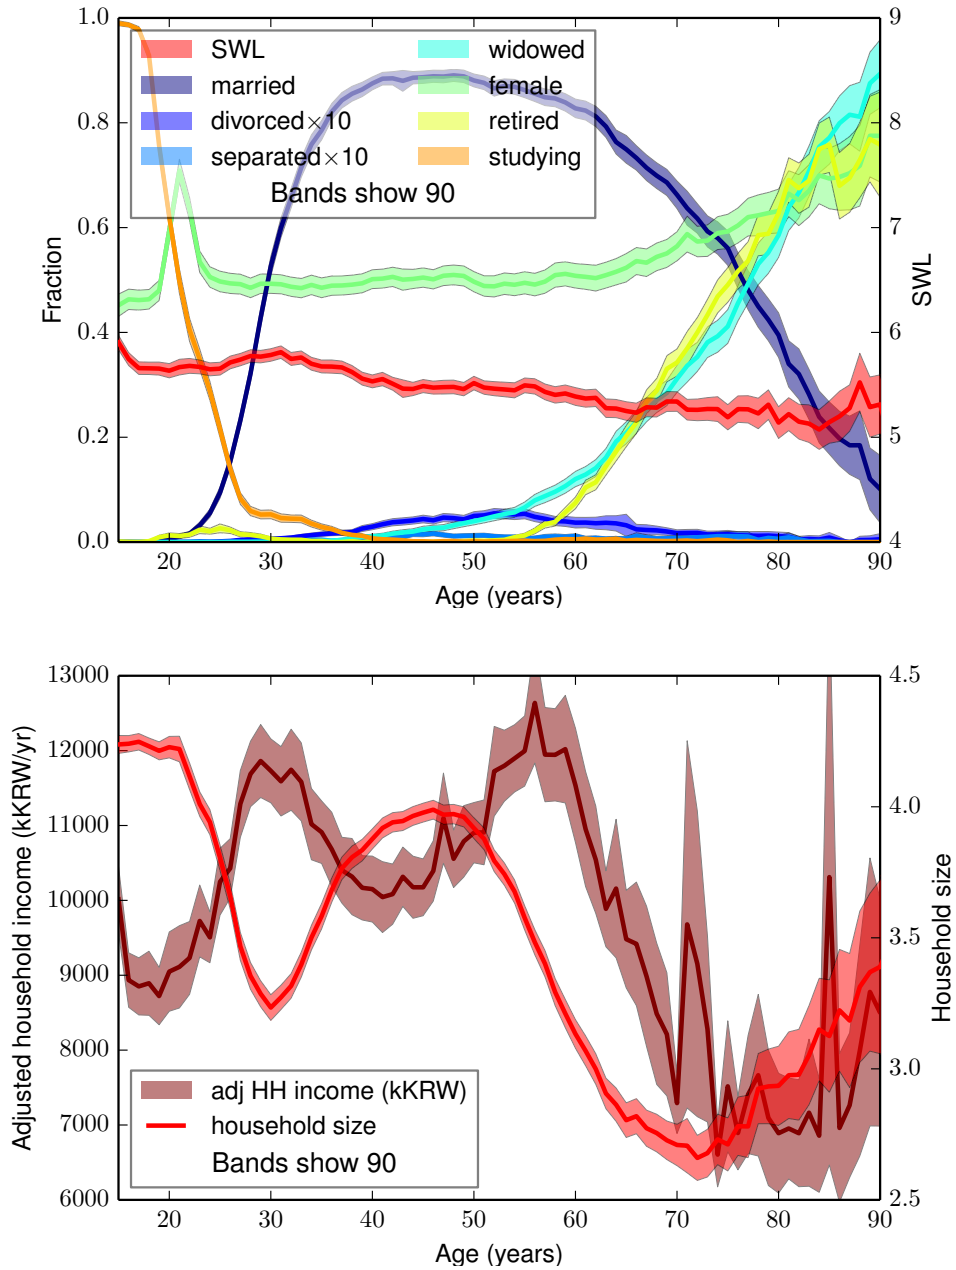 1.0
0.8
0.6
0.4
0.2
0.0
Fraction
SWL
married
divorced×10
separated×10
widowed
female
retired
studying
Bands show 90
9
8
7
6
5
4
SWL
20 30 40 50 60 70 80 90
Age (years)
13000
12000
11000
10000
9000
8000
7000
6000
Adjusted household income (kKRW/yr)
adj HH income (kKRW)
household size
Bands show 90
4.5
4.0
3.5
3.0
2.5
Household size
20 30 40 50 60 70 80 90
Age (years)